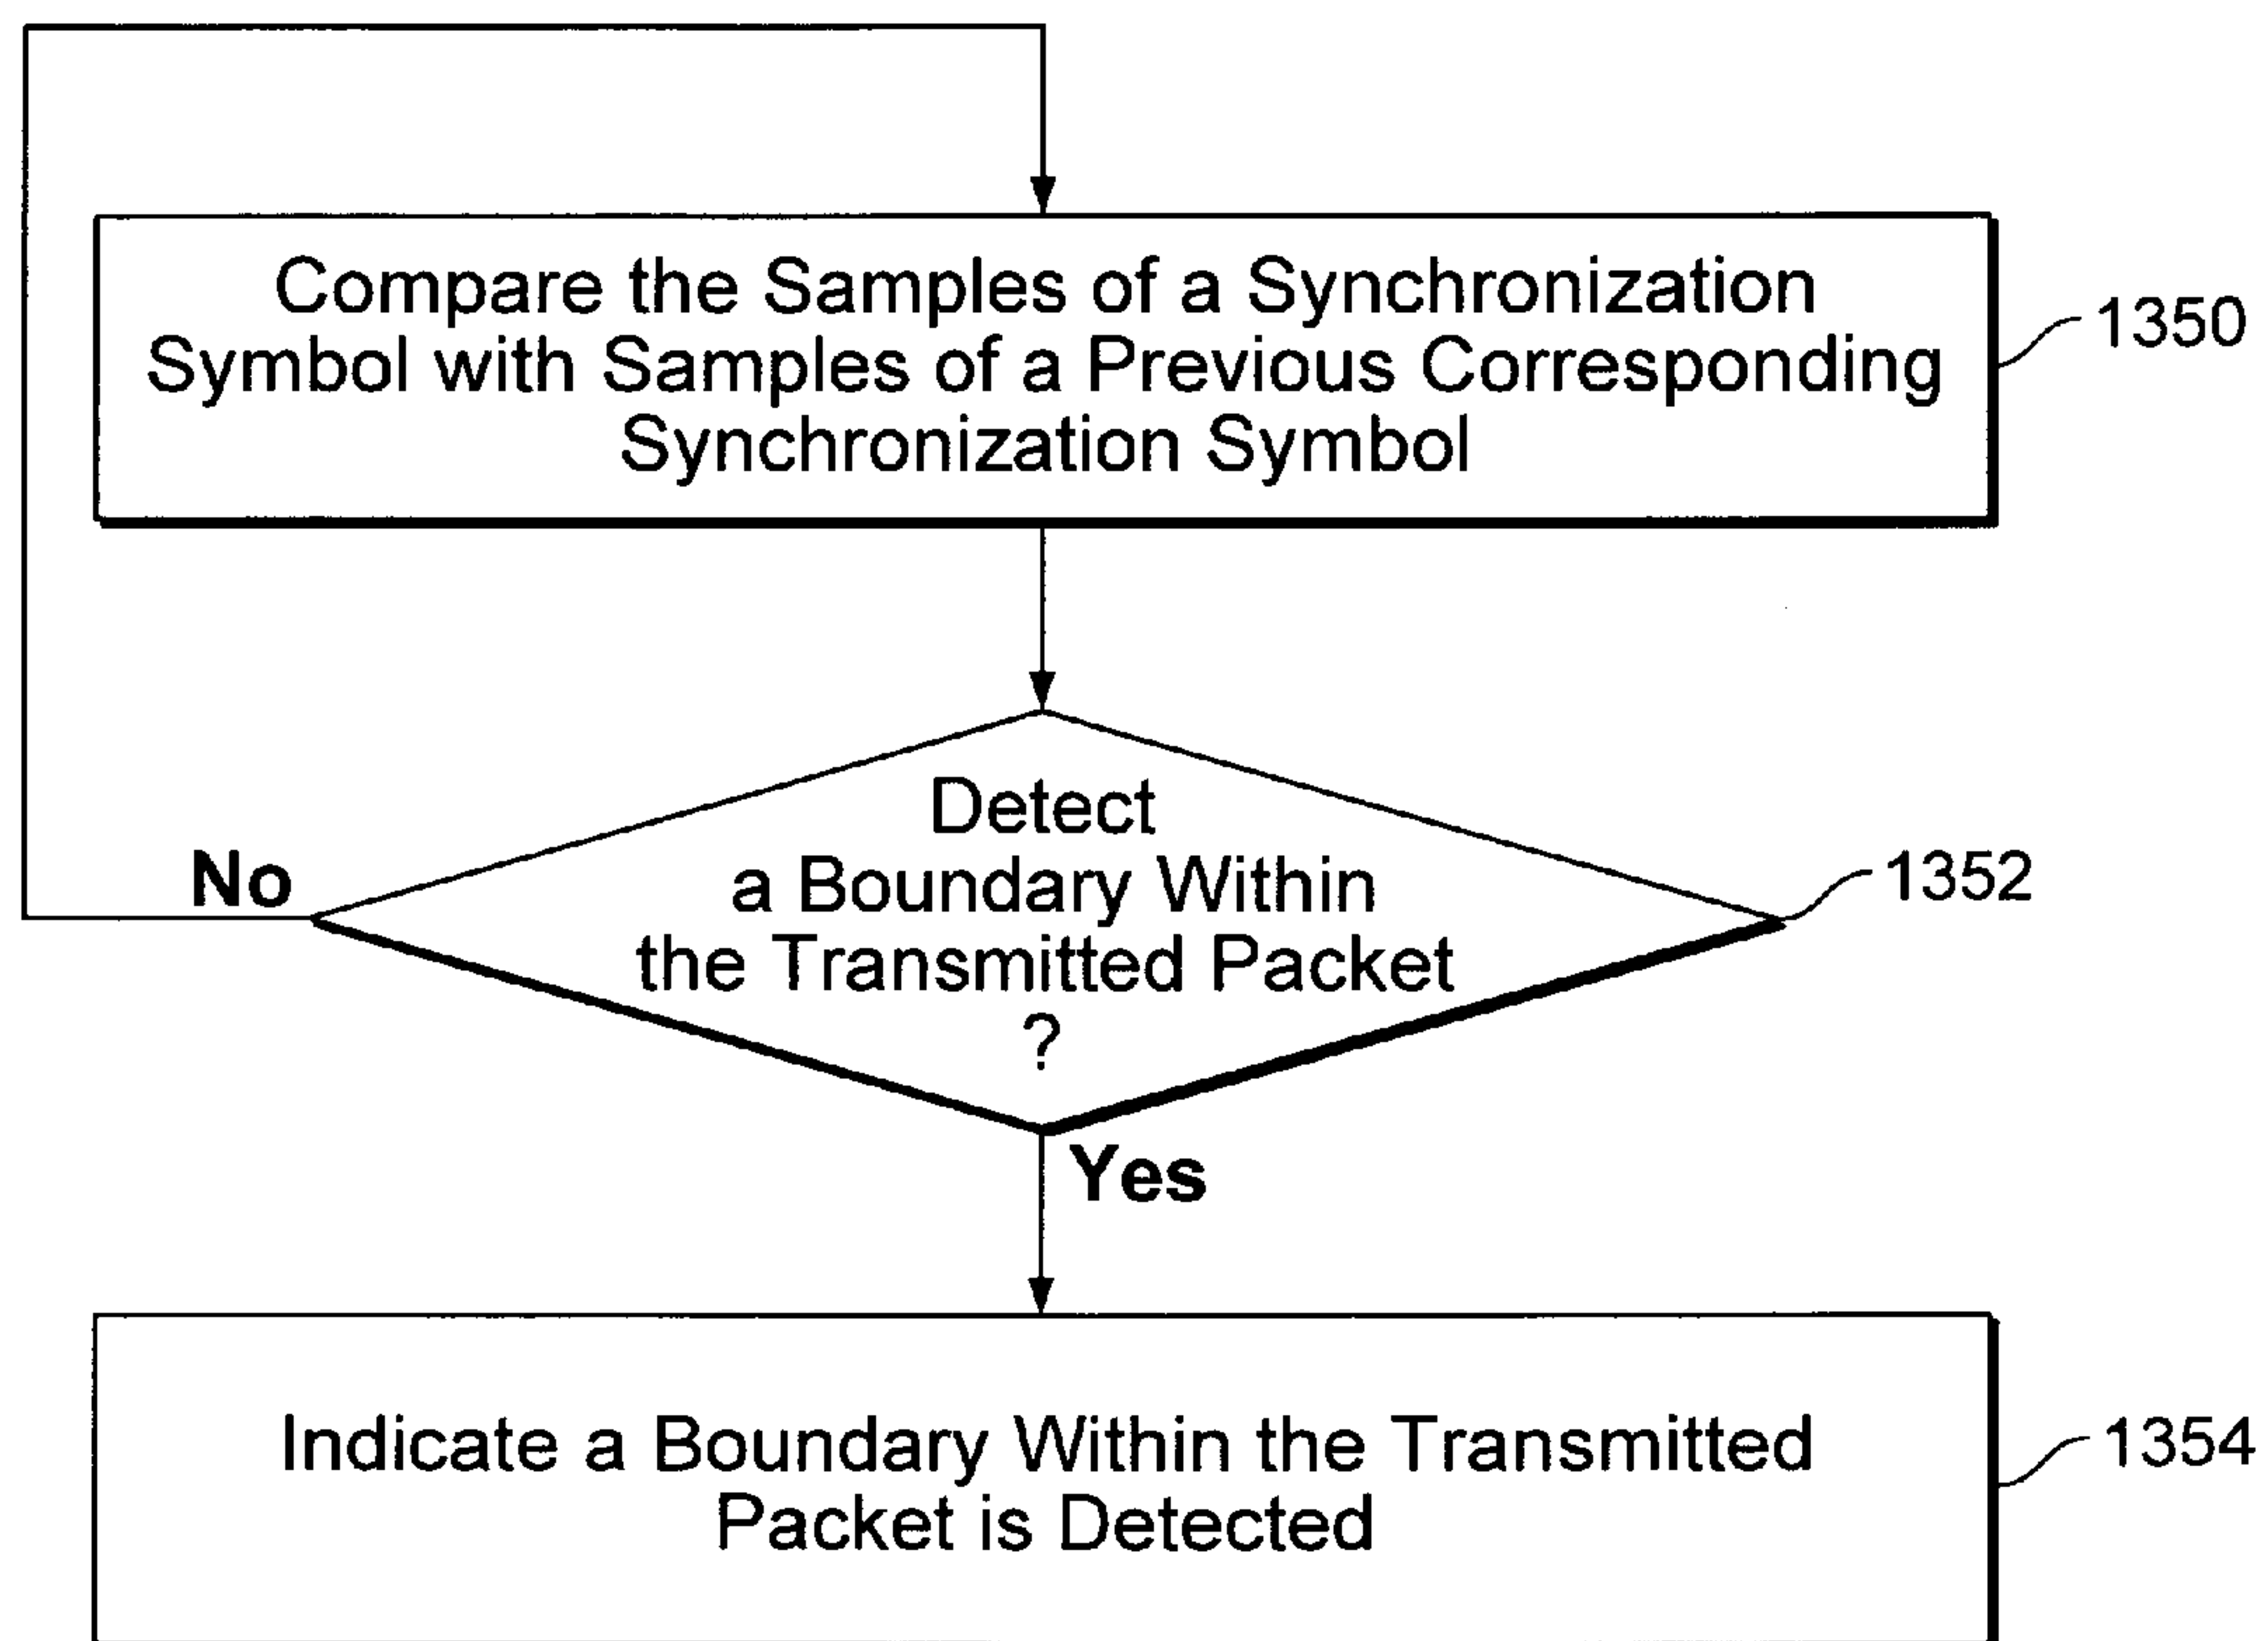 Compare the Samples of a Synchronization
Symbol with Samples of a Previous Corresponding
Synchronization Symbol
1350
Detect
a Boundary Within
the Transmitted Packet
?
1352
No
Yes
Indicate a Boundary Within the Transmitted
Packet is Detected
1354